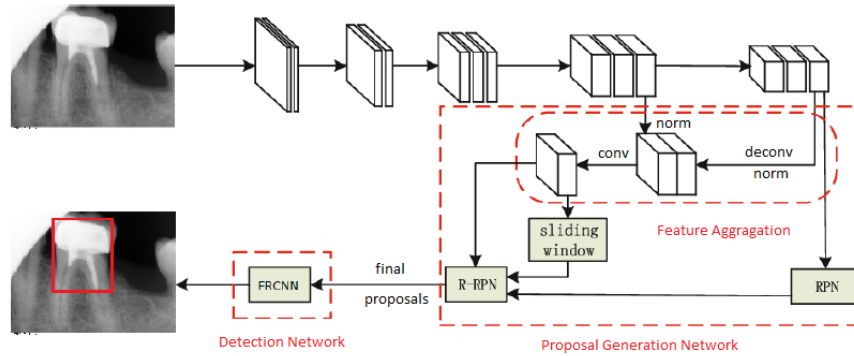 norm
conv
deconv
norm
sliding
window
Feature Aggragation
final
proposals
FRCNN
R-RPN
RPN
Detection Network
Proposal Generation Network